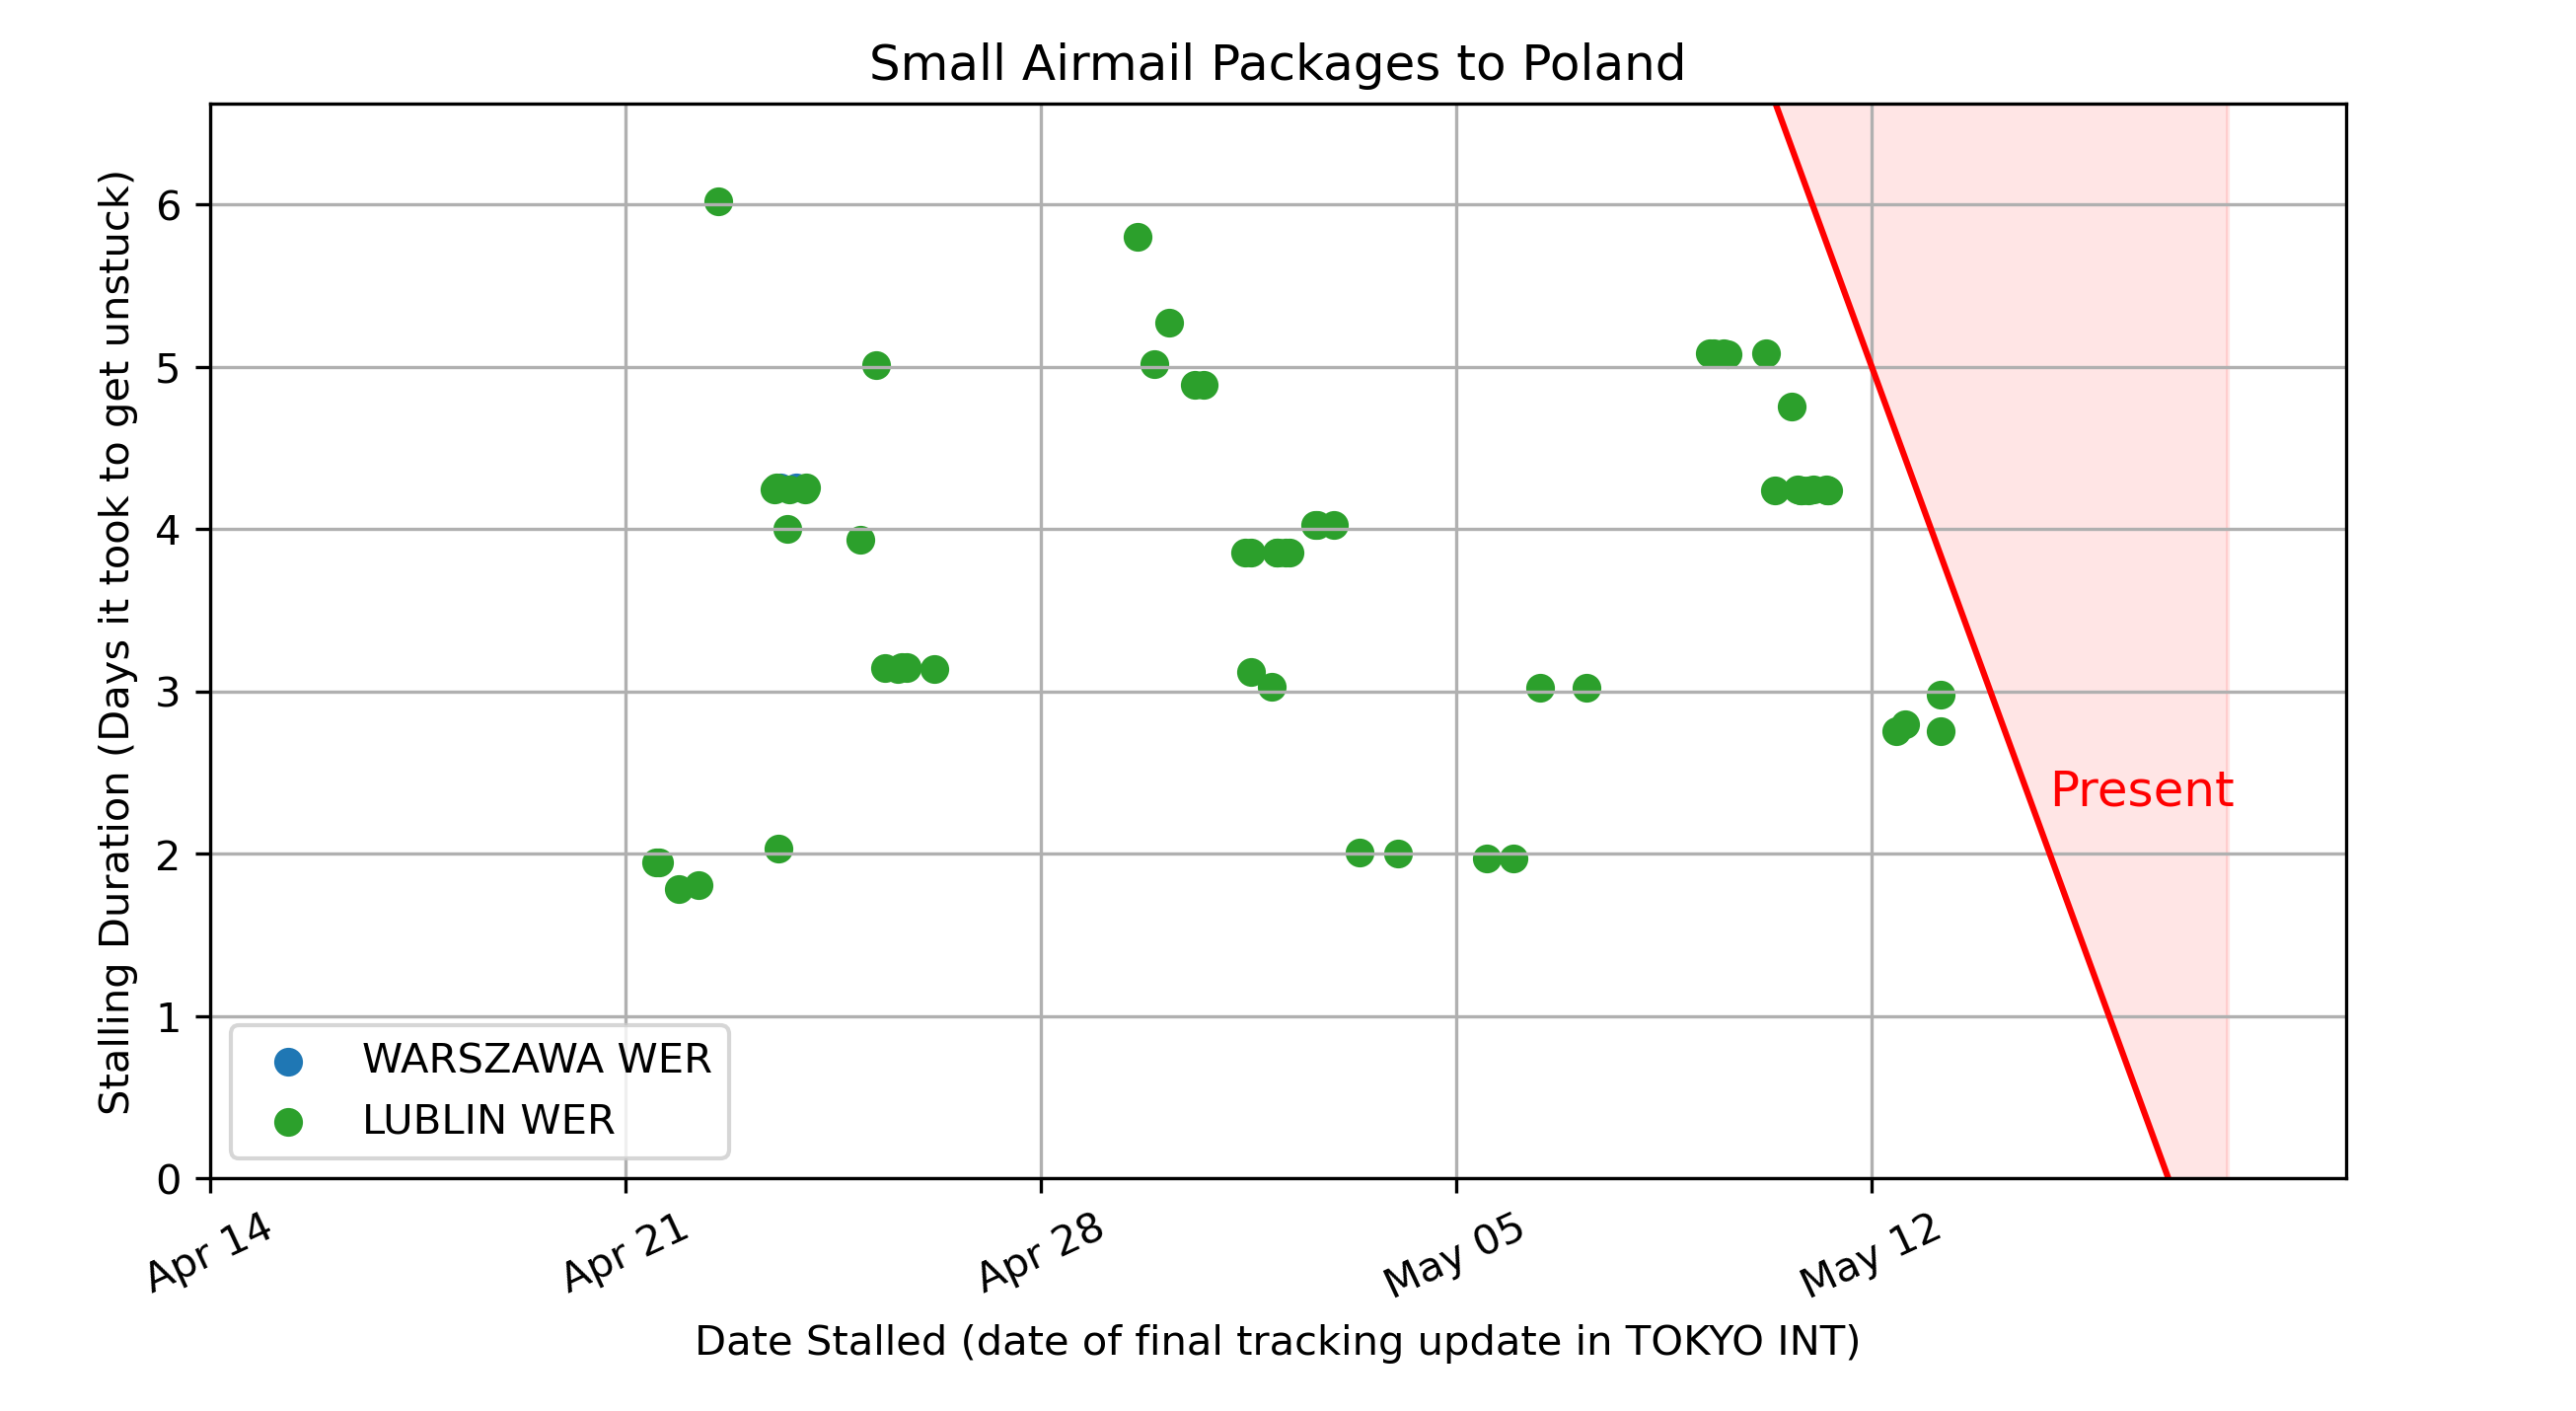 Small Airmail Packages to Poland
Stalling Duration (Days it took to get unstuck)
6
5
4
3
2
1
0
Present
WARSZAWA WER
LUBLIN WER
Apr 14
Apr 21
Apr 28
May 05
May 12
Date Stalled (date of final tracking update in TOKYO INT)